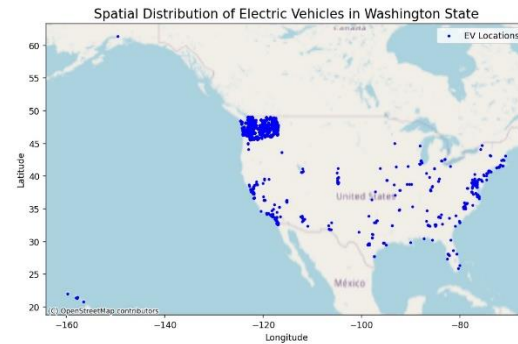 Spatial Distribution of Electric Vehicles in Washington State
Canada
EV Locations
60
55
50
45
40
35
30
25
20
Latitude
United States
México
(C) OpenStreetMap contributors
−160
−140
−120
−100
−80
Longitude